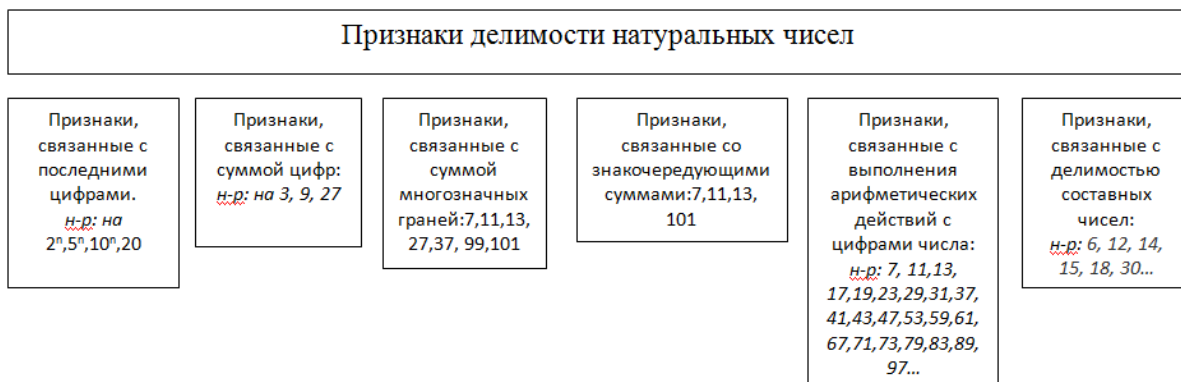 Признаки делимости натуральных чисел
Признаки,
связанные с
последними
цифрами.
н-р: на
2ⁿ,5ⁿ,10ⁿ,20
Признаки,
связанные с
суммой цифр:
н-р: на 3, 9, 27
Признаки,
связанные с
суммой
многозначных
граней:7,11,13,
27,37, 99,101
Признаки,
связанные со
знакочередующими
суммами:7,11,13,
101
Признаки,
связанные с
выполнения
арифметических
действий с
цифрами числа:
н-р: 7, 11,13,
17,19,23,29,31,37,
41,43,47,53,59,61,
67,71,73,79,83,89,
97...
Признаки,
связанные с
делимостью
составных
чисел:
н-р: 6, 12, 14,
15, 18, 30...